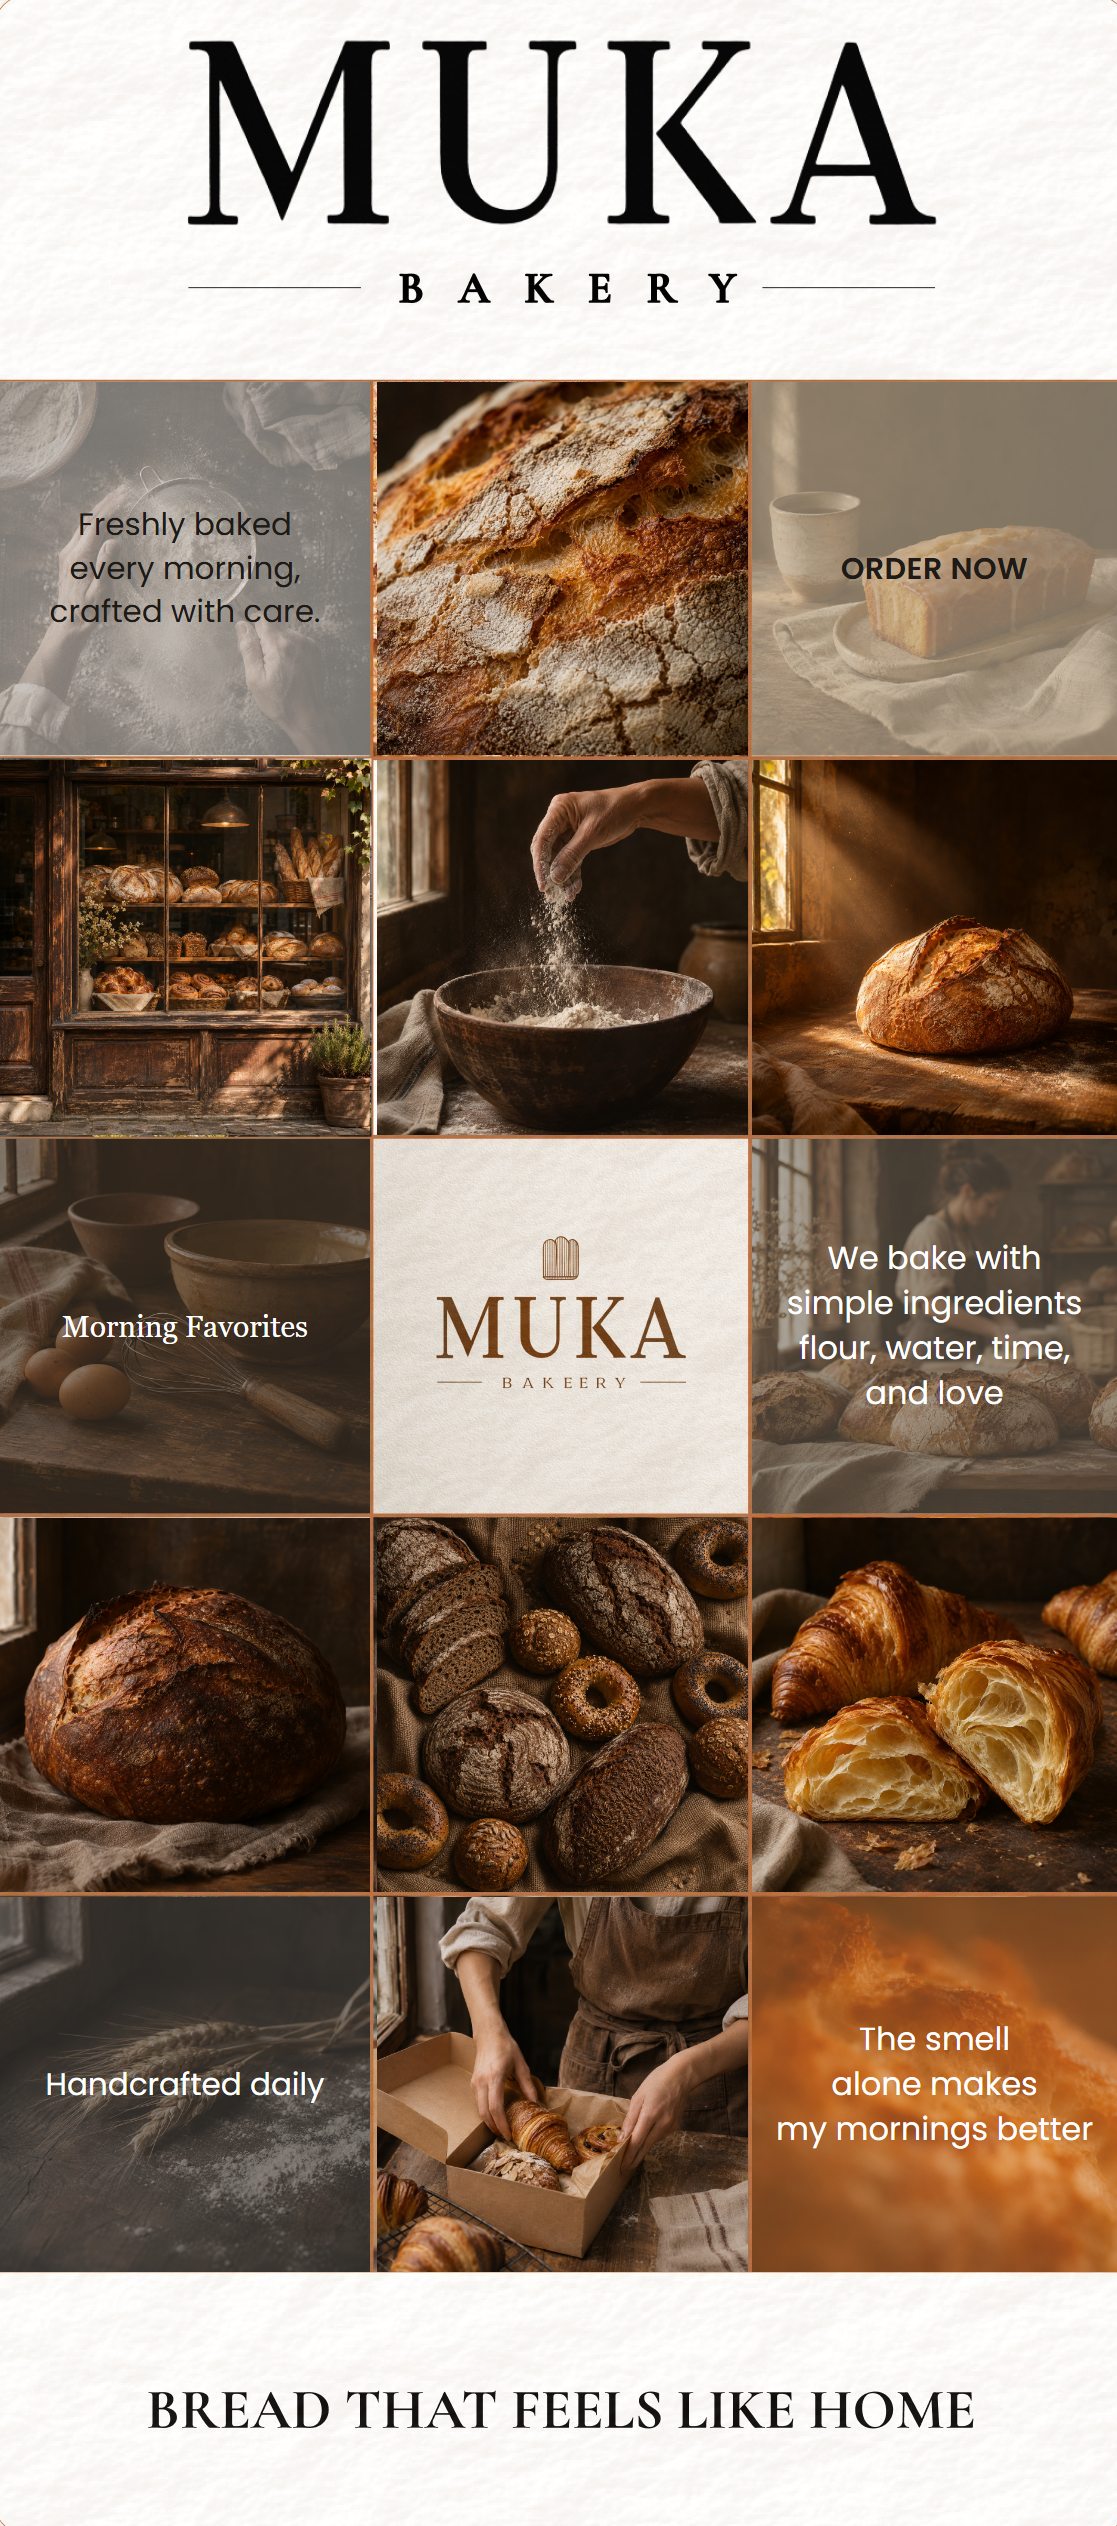 MUKA
BAKERY
Freshly baked
every morning,
crafted with care.
ORDER NOW
Morning Favorites
MUKA
BAKEERY
We bake with
simple ingredients
flour, water, time,
and love
Handcrafted daily
The smell
alone makes
my mornings better
BREAD THAT FEELS LIKE HOME